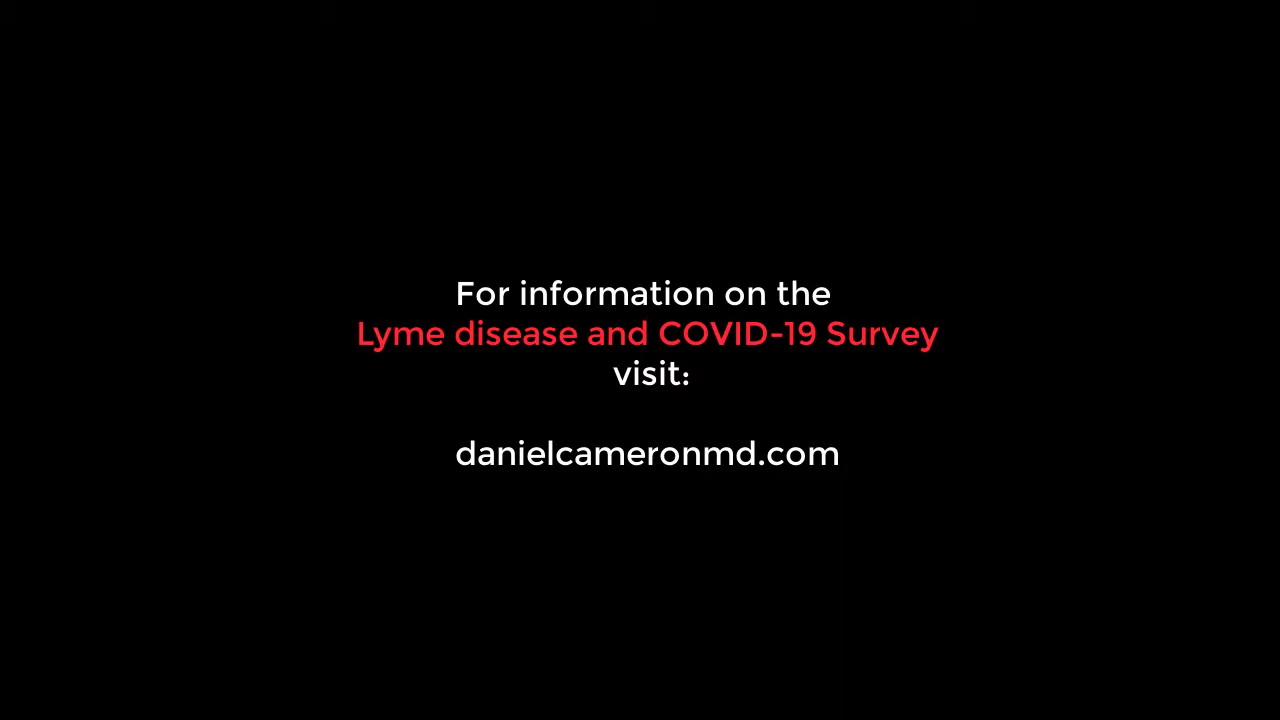 For information on the
Lyme disease and COVID-19 Survey
visit:
danielcameronmd.com